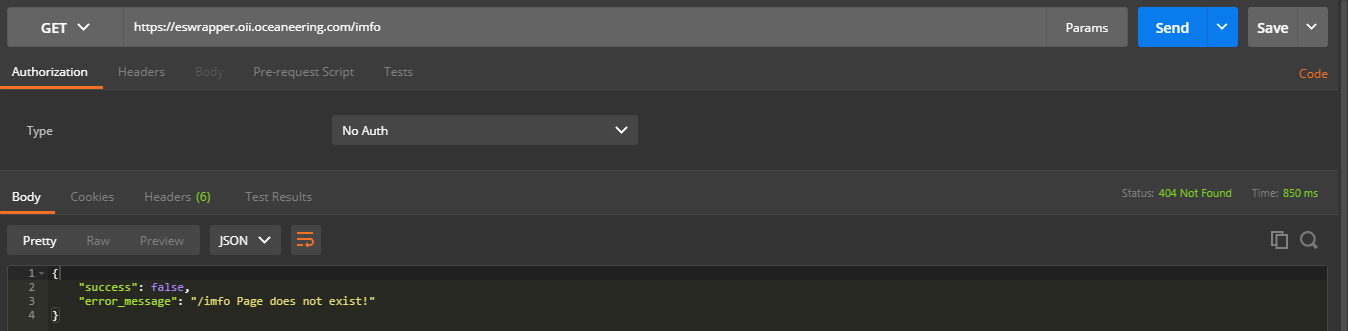 GET https://eswrapper.oii.oceaneering.com/imfo Params Send Save
Authorization Headers Body Pre-request Script Tests Code
Type No Auth
Body Cookies Headers (6) Test Results Status: 404 Not Found Time: 850 ms
Pretty Raw Preview JSON
1 {
2 "success": false,
3 "error_message": "/imfo Page does not exist!"
4 }